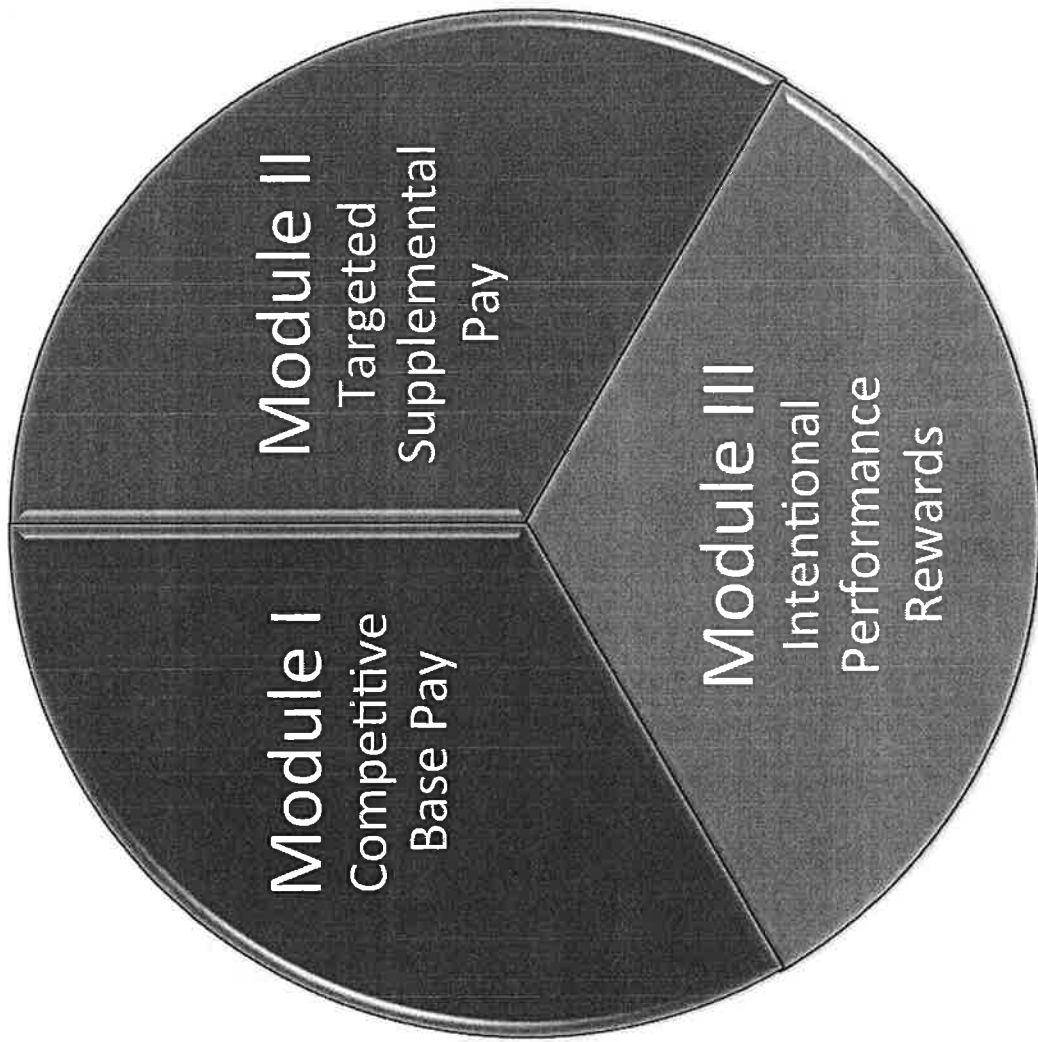 Module I
Competitive
Base Pay
Module II
Targeted
Supplemental
Pay
Module III
Intentional
Performance
Rewards